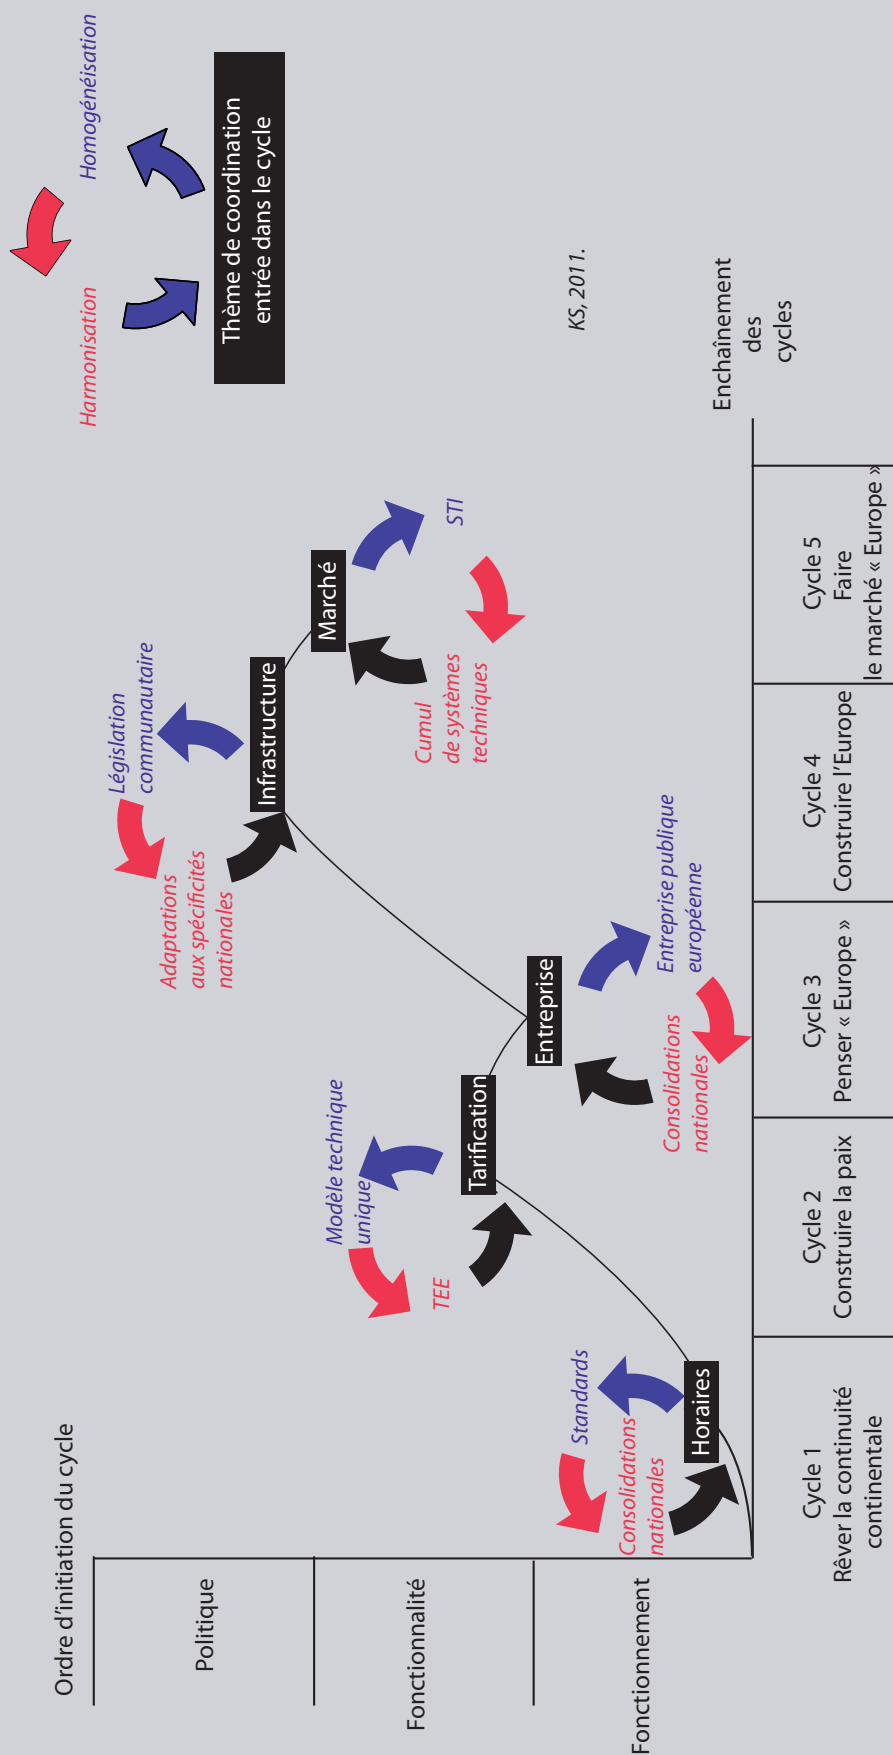 Ordre d'initiation du cycle
Politique
Fonctionnalité
Fonctionnement
Harmonisation
Homogénéisation
Thème de coordination
entrée dans le cycle
Législation
communautaire
Adaptations
aux spécificités
nationales
Infrastructure
Marché
STI
Cumul
de systèmes
techniques
Modèle technique
unique
TEE
Tarification
Entreprise
Entreprise publique
européenne
Consolidations
nationales
Standards
Consolidations
nationales
Horaires
KS, 2011.
Enchaînement
des
cycles
Cycle 1
Rêver la continuité
continentale
Cycle 2
Construire la paix
Cycle 3
Penser « Europe »
Cycle 4
Construire l'Europe
Cycle 5
Faire
le marché « Europe »